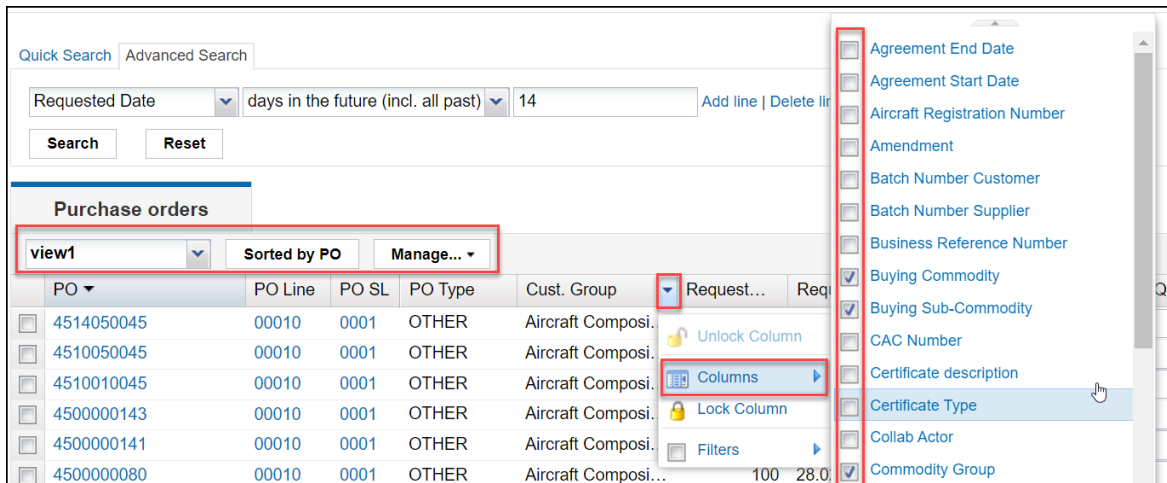 Quick Search Advanced Search
Requested Date days in the future (incl. all past) 14 Add line | Delete
Search Reset
Purchase orders
view1 Sorted by PO Manage...
PO PO Line PO SL PO Type Cust. Group Request...
4514050045 00010 0001 OTHER Aircraft Composi...
4510050045 00010 0001 OTHER Aircraft Composi...
4510010045 00010 0001 OTHER Aircraft Composi...
4500000143 00010 0001 OTHER Aircraft Composi...
4500000141 00010 0001 OTHER Aircraft Composi...
4500000080 00010 0001 OTHER Aircraft Composi... 100 28.0
Unlock Column
Columns
Lock Column
Filters
Agreement End Date
Agreement Start Date
Aircraft Registration Number
Amendment
Batch Number Customer
Batch Number Supplier
Business Reference Number
Buying Commodity
Buying Sub-Commodity
CAC Number
Certificate description
Certificate Type
Collab Actor
Commodity Group